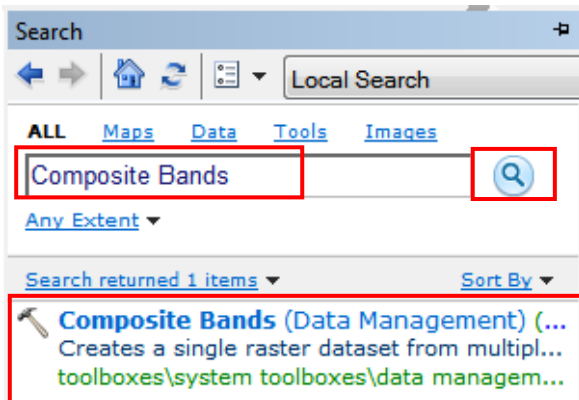 Search
Local Search
ALL Maps Data Tools Images
Composite Bands
Any Extent
Search returned 1 items Sort By
Composite Bands (Data Management) (...
Creates a single raster dataset from multipl...
toolboxes\system toolboxes\data managem...